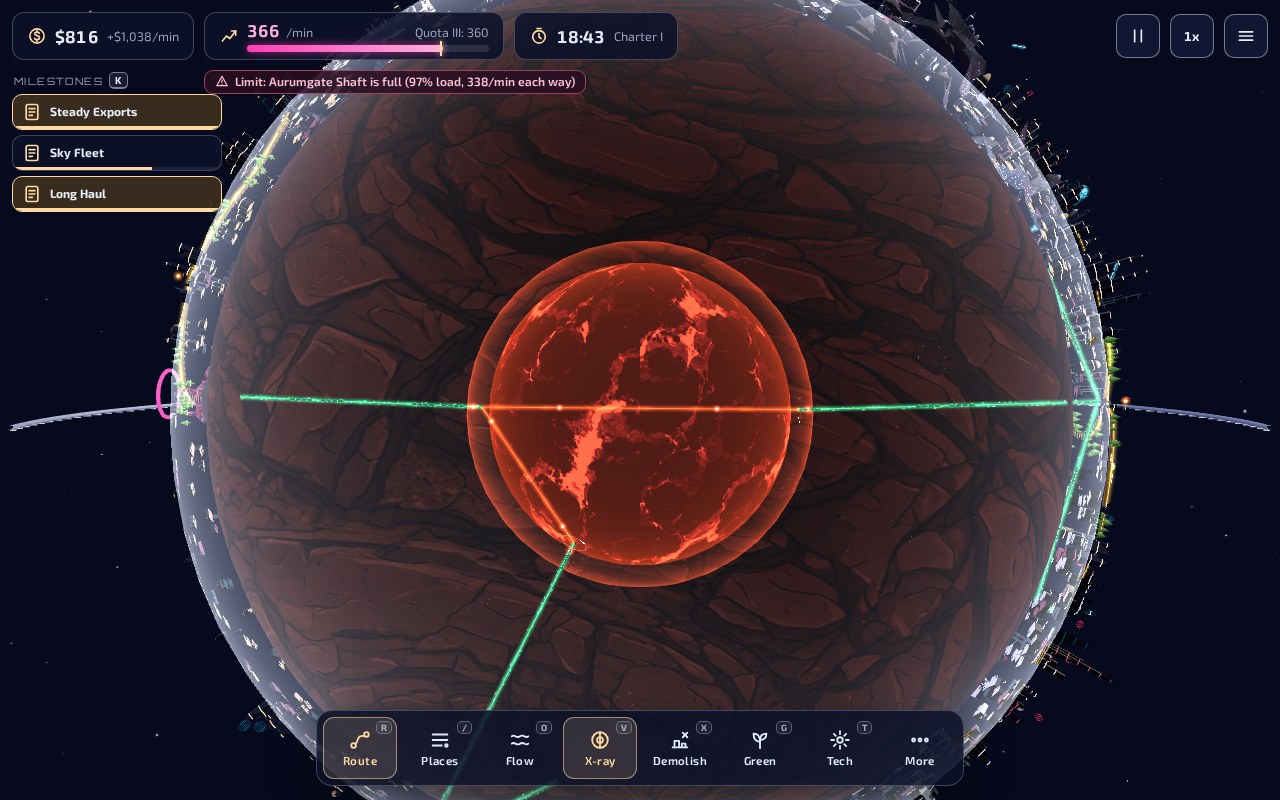 $816 +$1,038/min
366 /min Quota III: 360
18:43 Charter I
1x
MILESTONES K
Limit: Aurumgate Shaft is full (97% load, 338/min each way)
Steady Exports
Sky Fleet
Long Haul
R
Route
/
Places
O
Flow
V
X-ray
X
Demolish
G
Green
T
Tech
More